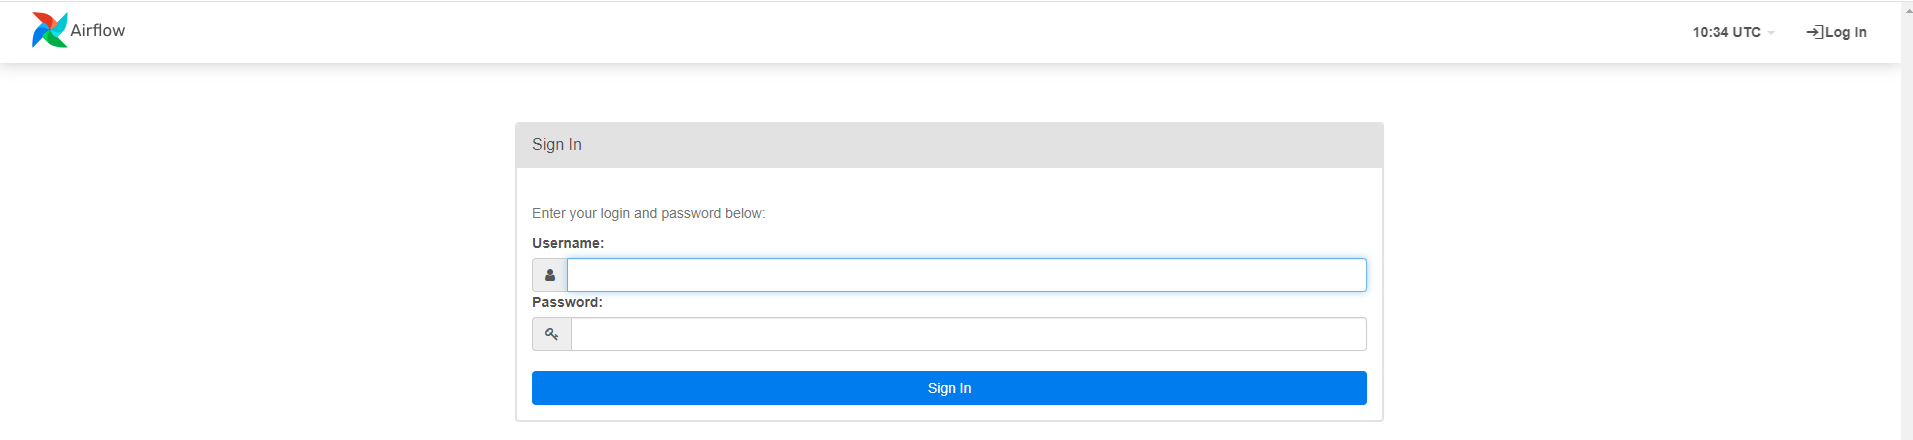 Airflow
10:34 UTC
Log In
Sign In
Enter your login and password below:
Username:
Password:
Sign In